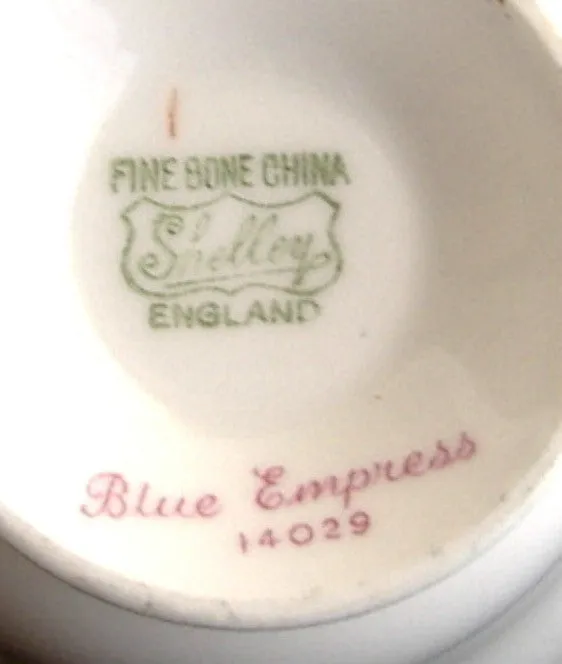 FINE BONE CHINA
Shelley
ENGLAND
Blue Empress
14029